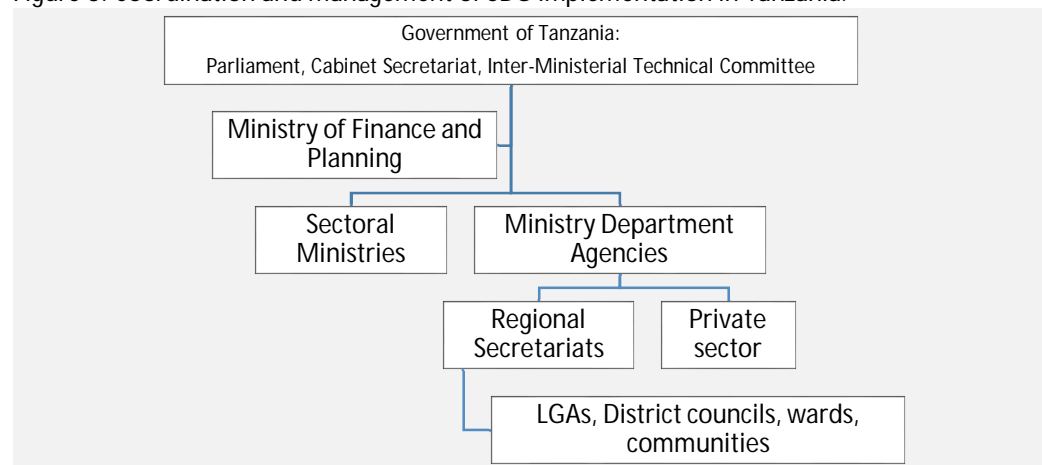 Figure coordination and management of SDG implementation in Tanzania.
Government of Tanzania:
Parliament, Cabinet Secretariat, Inter-Ministerial Technical Committee
Ministry of Finance and
Planning
Sectoral
Ministries
Ministry Department
Agencies
Regional
Secretariats
Private
sector
LGAs, District councils, wards,
communities